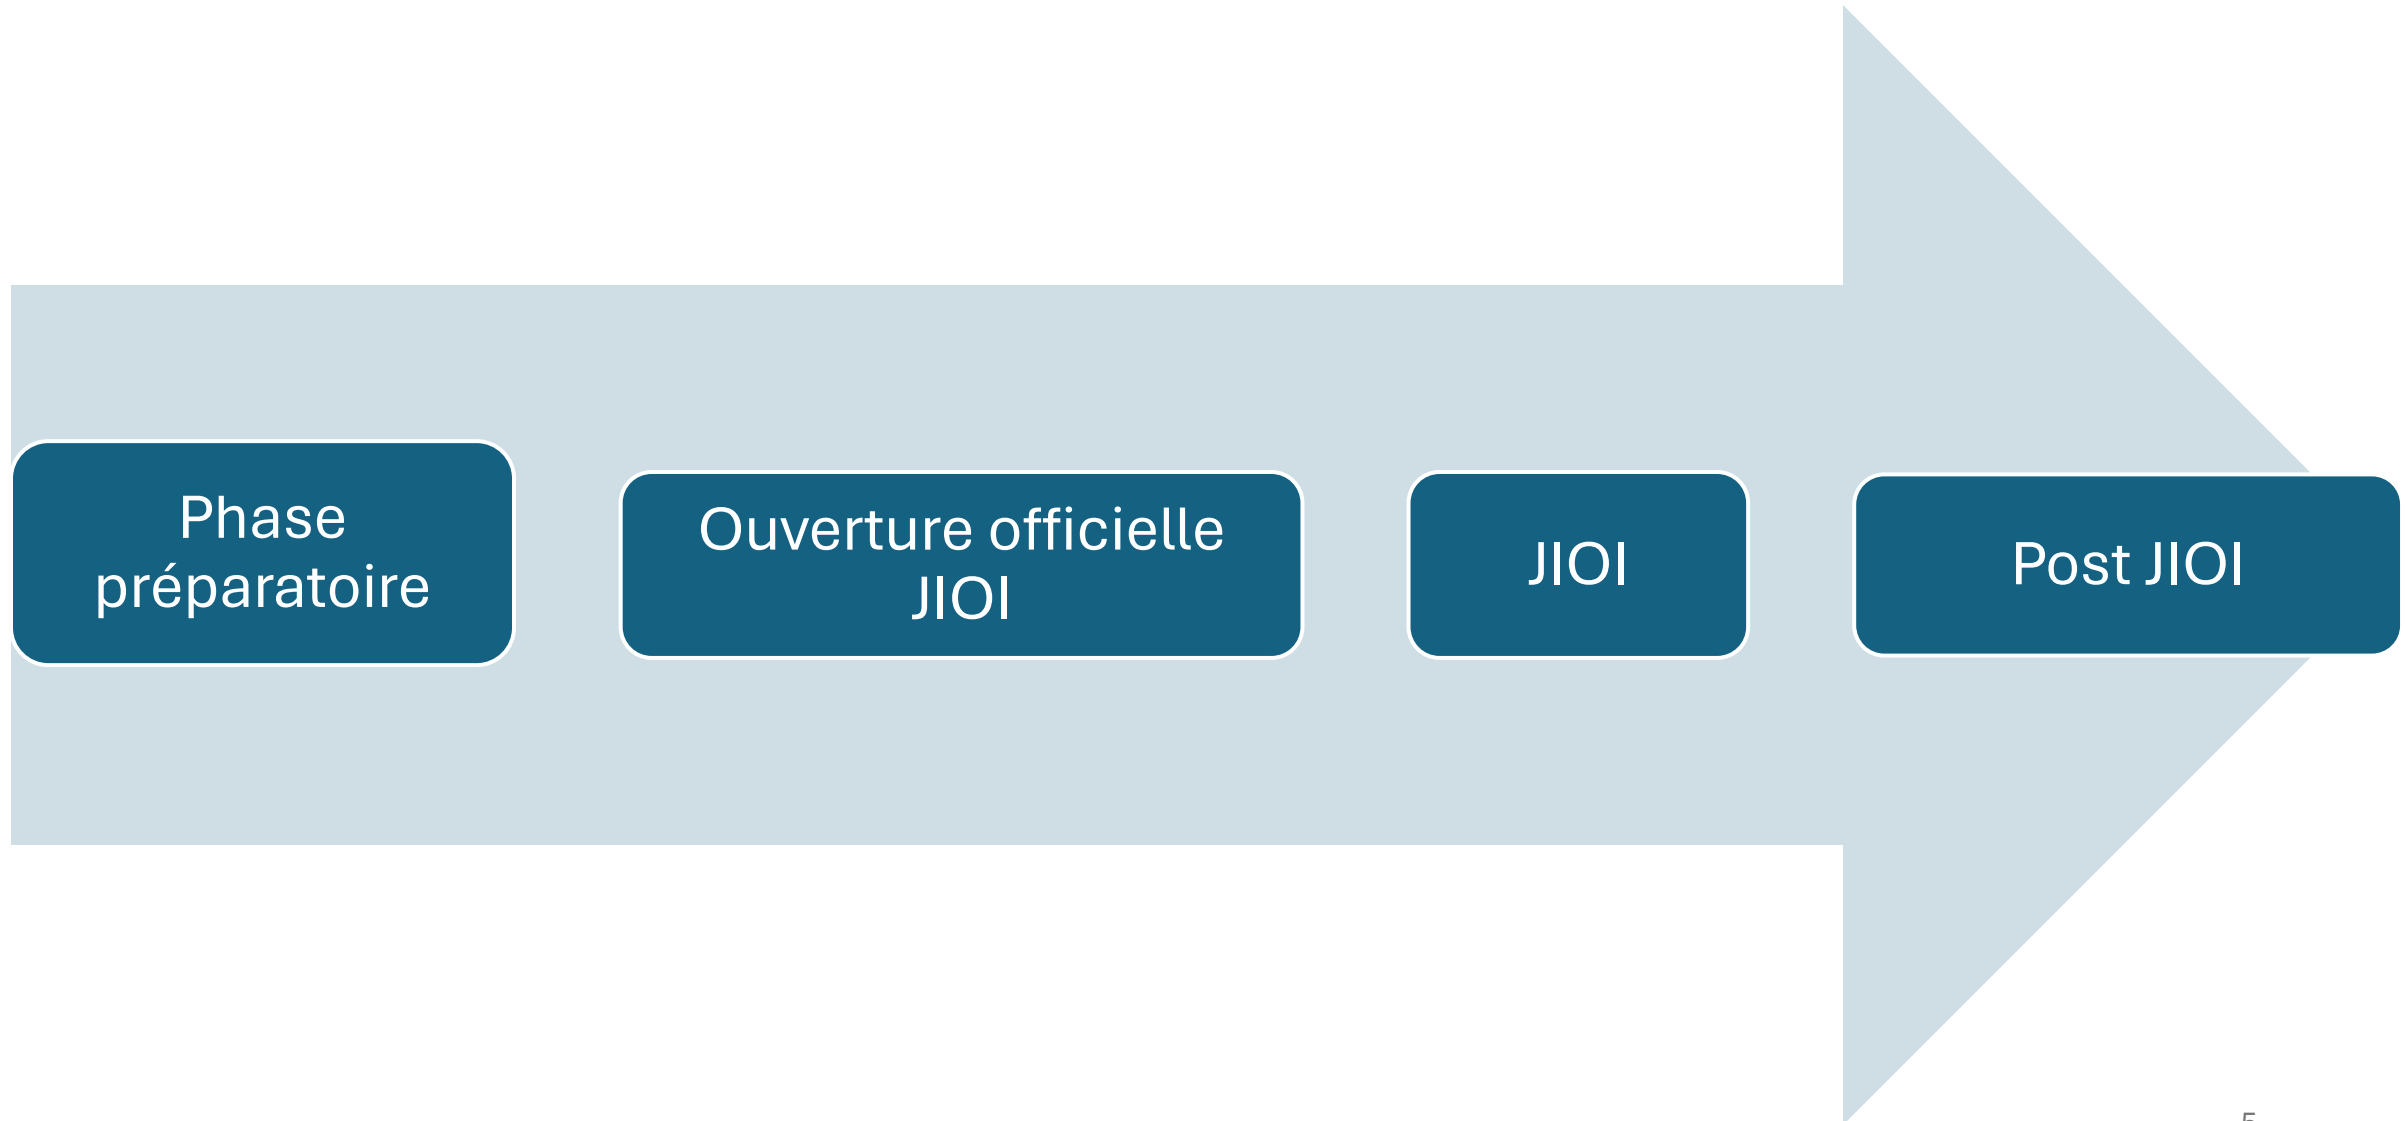 Phase
préparatoire
Ouverture officielle
JIOI
JIOI
Post JIOI